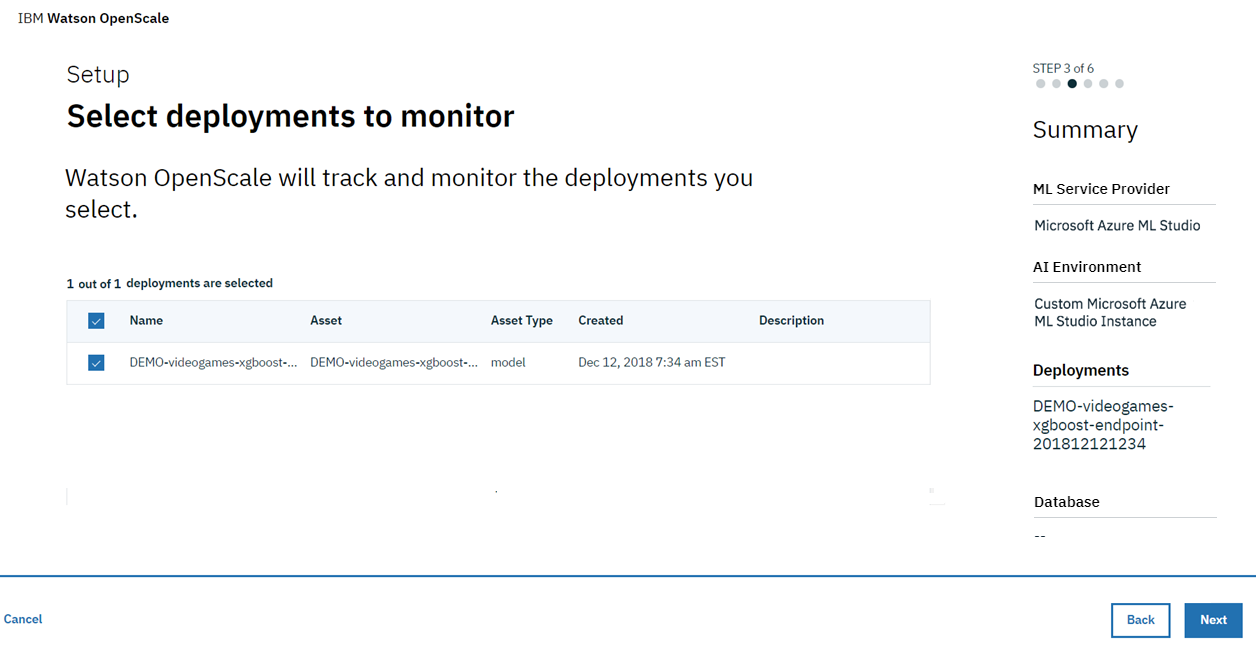 IBM Watson OpenScale
Setup
Select deployments to monitor
Watson OpenScale will track and monitor the deployments you
select.
1 out of 1 deployments are selected
Name Asset Asset Type Created Description
DEMO-videogames-xgboost-... DEMO-videogames-xgboost-... model Dec 12, 2018 7:34 am EST
STEP 3 of 6
Summary
ML Service Provider
Microsoft Azure ML Studio
AI Environment
Custom Microsoft Azure
ML Studio Instance
Deployments
DEMO-videogames-
xgboost-endpoint-
201812121234
Database
--
Cancel
Back
Next